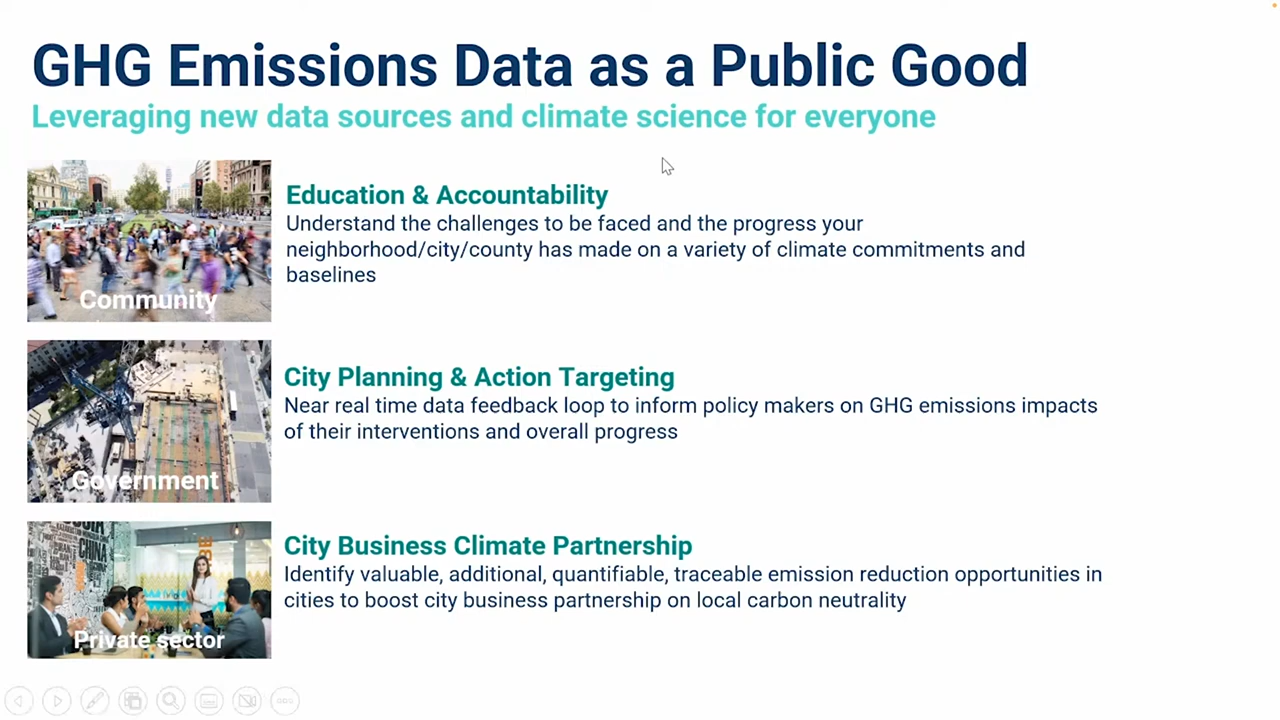 GHG Emissions Data as a Public Good
Leveraging new data sources and climate science for everyone
Community
Education & Accountability
Understand the challenges to be faced and the progress your
neighborhood/city/county has made on a variety of climate commitments and
baselines
Government
City Planning & Action Targeting
Near real time data feedback loop to inform policy makers on GHG emissions impacts
of their interventions and overall progress
CHINA
Private sector
City Business Climate Partnership
Identify valuable, additional, quantifiable, traceable emission reduction opportunities in
cities to boost city business partnership on local carbon neutrality